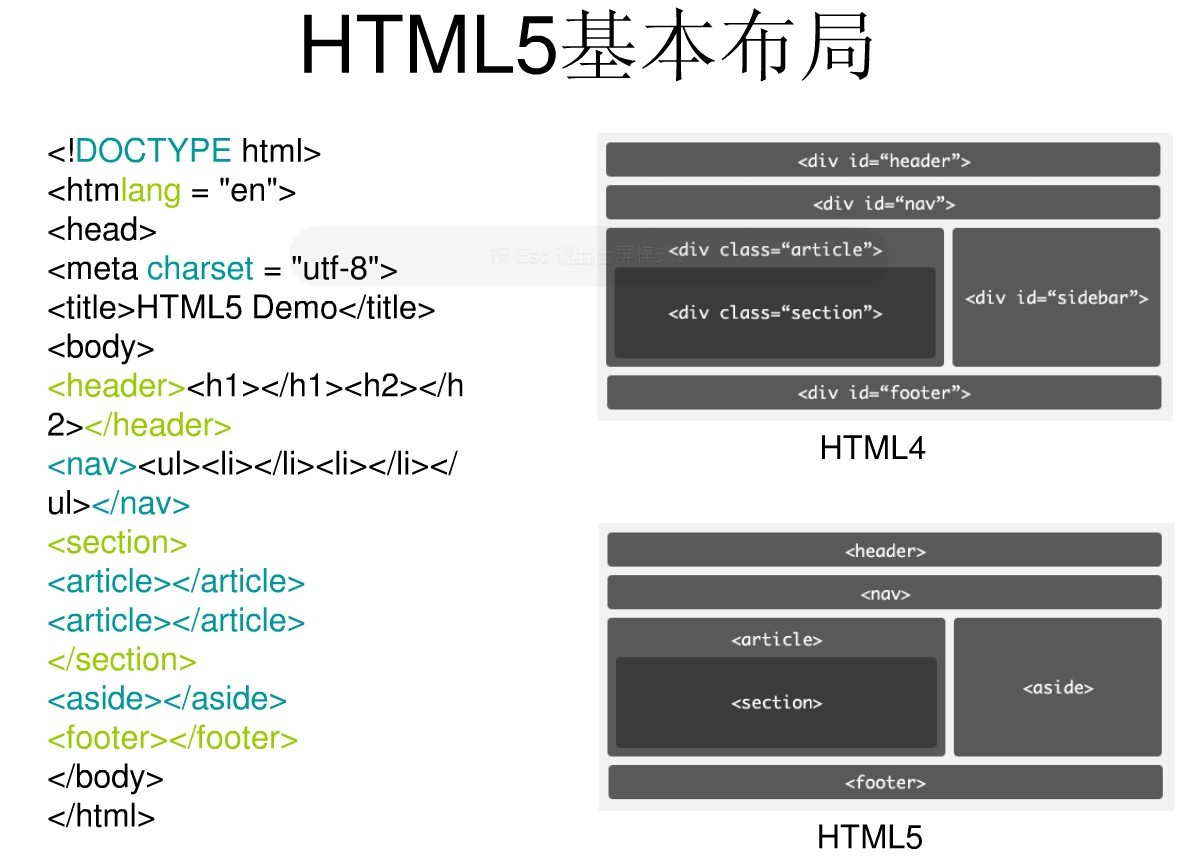 HTML5基本布局
<!DOCTYPE html>
<htmlang = "en">
<head>
<meta charset = "utf-8">
<title>HTML5 Demo</title>
<body>
<header><h1></h1><h2></h
2></header>
<nav><ul><li></li><li></li></
ul></nav>
<section>
<article></article>
<article></article>
</section>
<aside></aside>
<footer></footer>
</body>
</html>
<div id=“header”>
<div id=“nav”>
<div class=“article”>
<div class=“section”>
<div id=“sidebar”>
<div id=“footer”>
HTML4
<header>
<nav>
<article>
<section>
<aside>
<footer>
HTML5
按 Esc 退出全屏模式